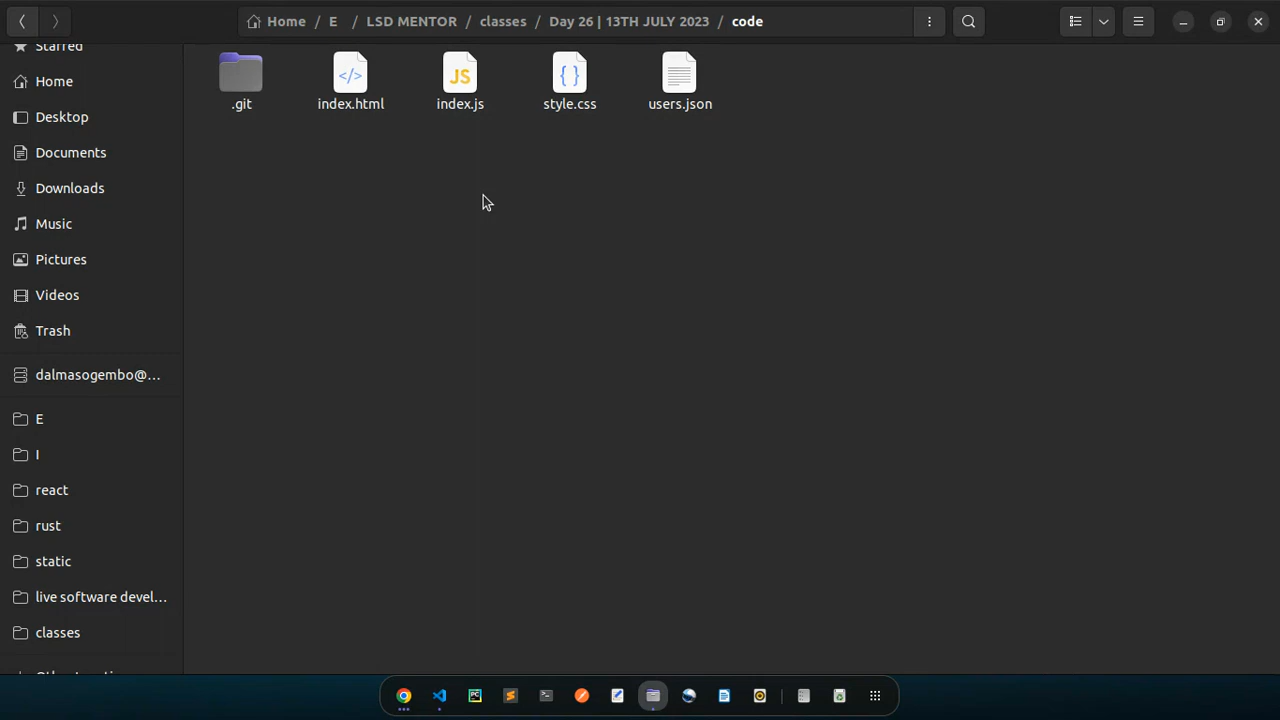 Home / E / LSD MENTOR / classes / Day 26 | 13TH JULY 2023 / code
Starred
Home
Desktop
Documents
Downloads
Music
Pictures
Videos
Trash
dalmasogembo@...
E
I
react
rust
static
live software devel...
classes
.git
</>
index.html
JS
index.js
{ }
style.css
users.json
PC